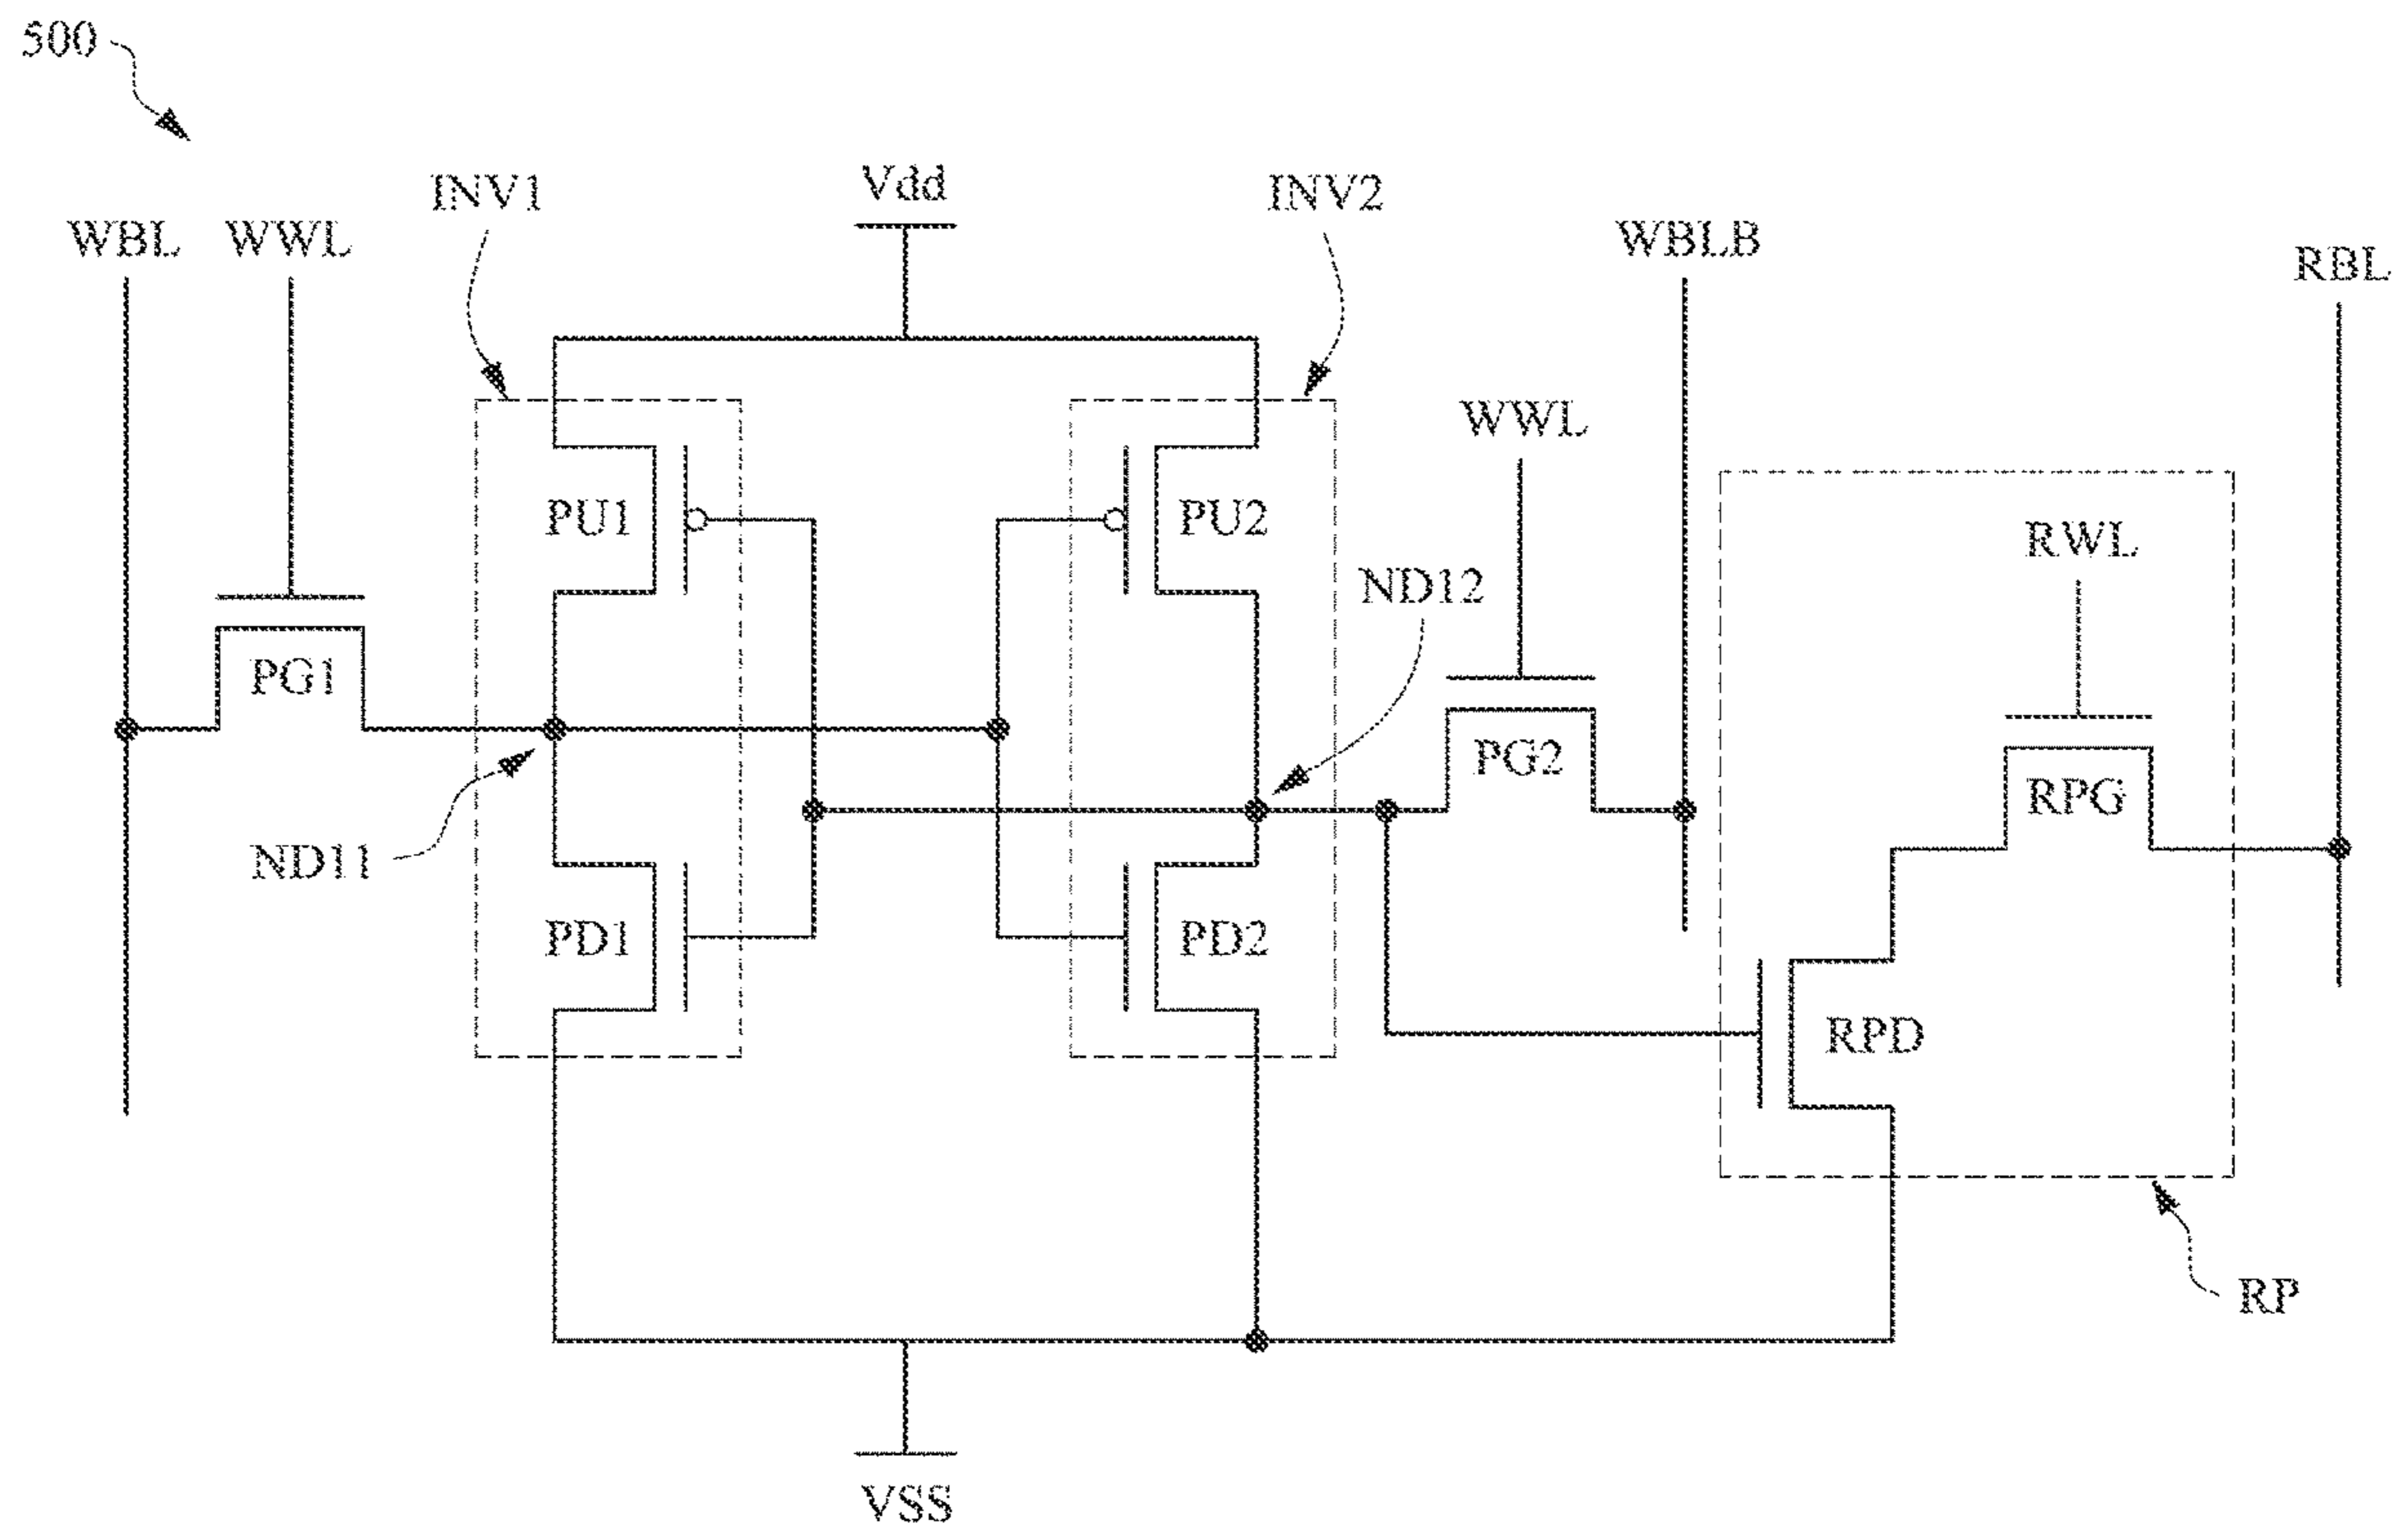 500
INV1
Vdd
INV2
WBL
WWL
WBLB
RBL
WWL
PU1
PU2
RWL
ND12
PG1
PG2
RPG
ND11
PD1
PD2
RPD
RP
VSS